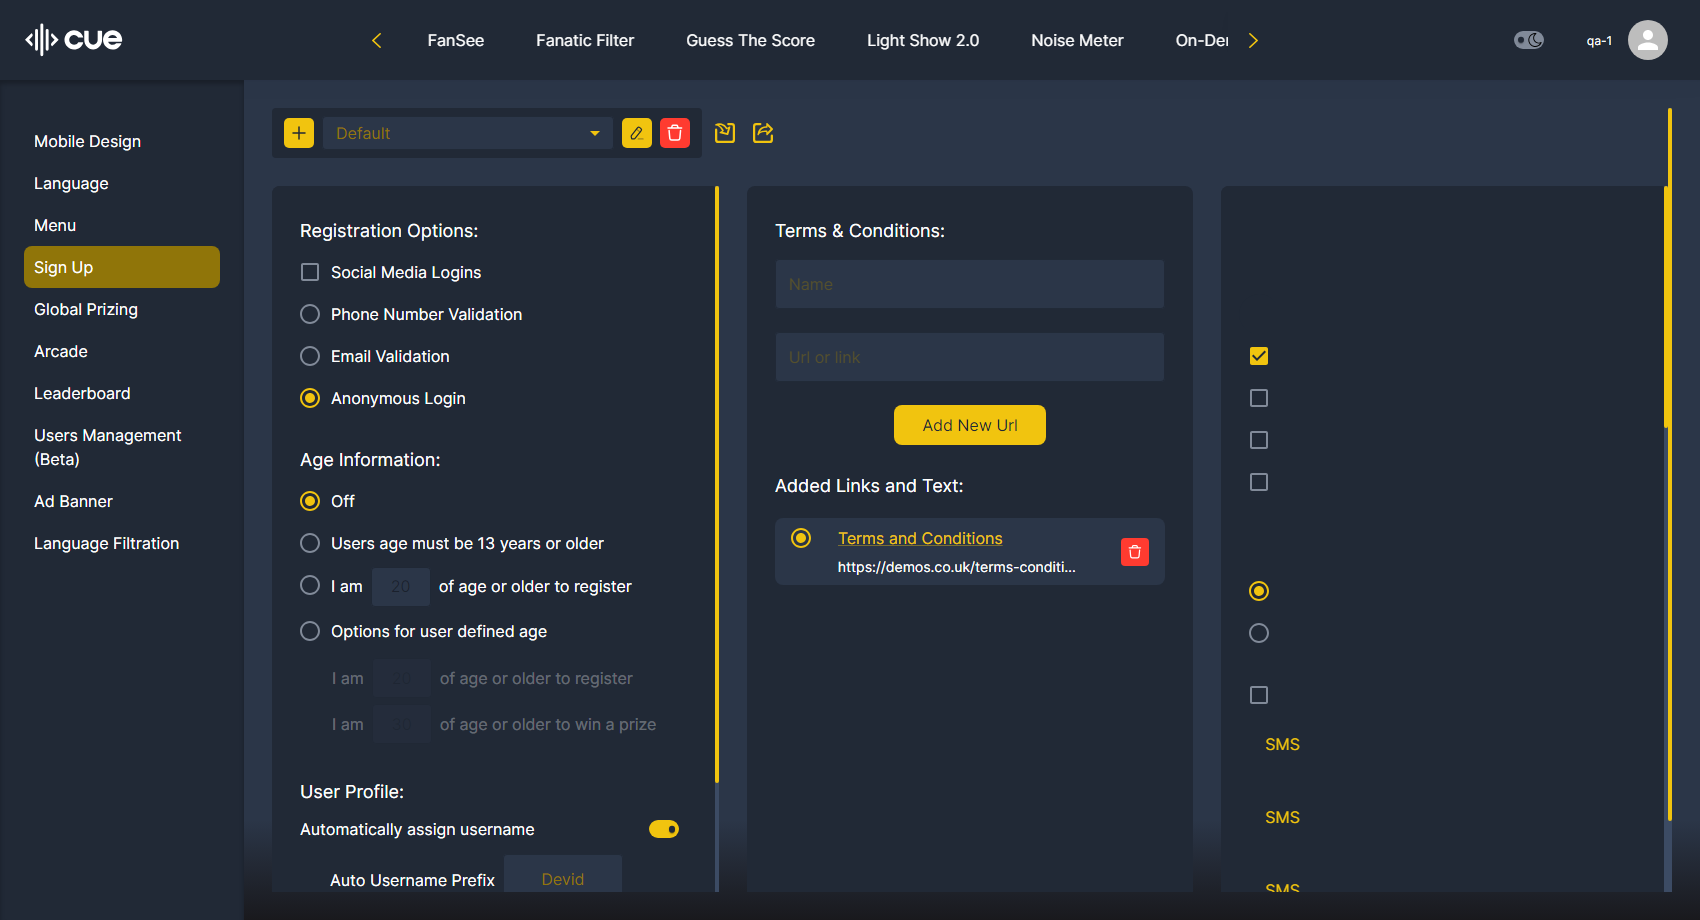 cue
FanSee
Fanatic Filter
Guess The Score
Light Show 2.0
Noise Meter
On-Der
qa-1
Mobile Design
Language
Menu
Sign Up
Global Prizing
Arcade
Leaderboard
Users Management
(Beta)
Ad Banner
Language Filtration
Default
Registration Options:
Social Media Logins
Phone Number Validation
Email Validation
Anonymous Login
Age Information:
Off
Users age must be 13 years or older
I am 20 of age or older to register
Options for user defined age
I am 20 of age or older to register
I am 30 of age or older to win a prize
User Profile:
Automatically assign username
Auto Username Prefix Devid
Terms & Conditions:
Name
Url or link
Add New Url
Added Links and Text:
Terms and Conditions
https://demos.co.uk/terms-conditi...
SMS
SMS
SMS